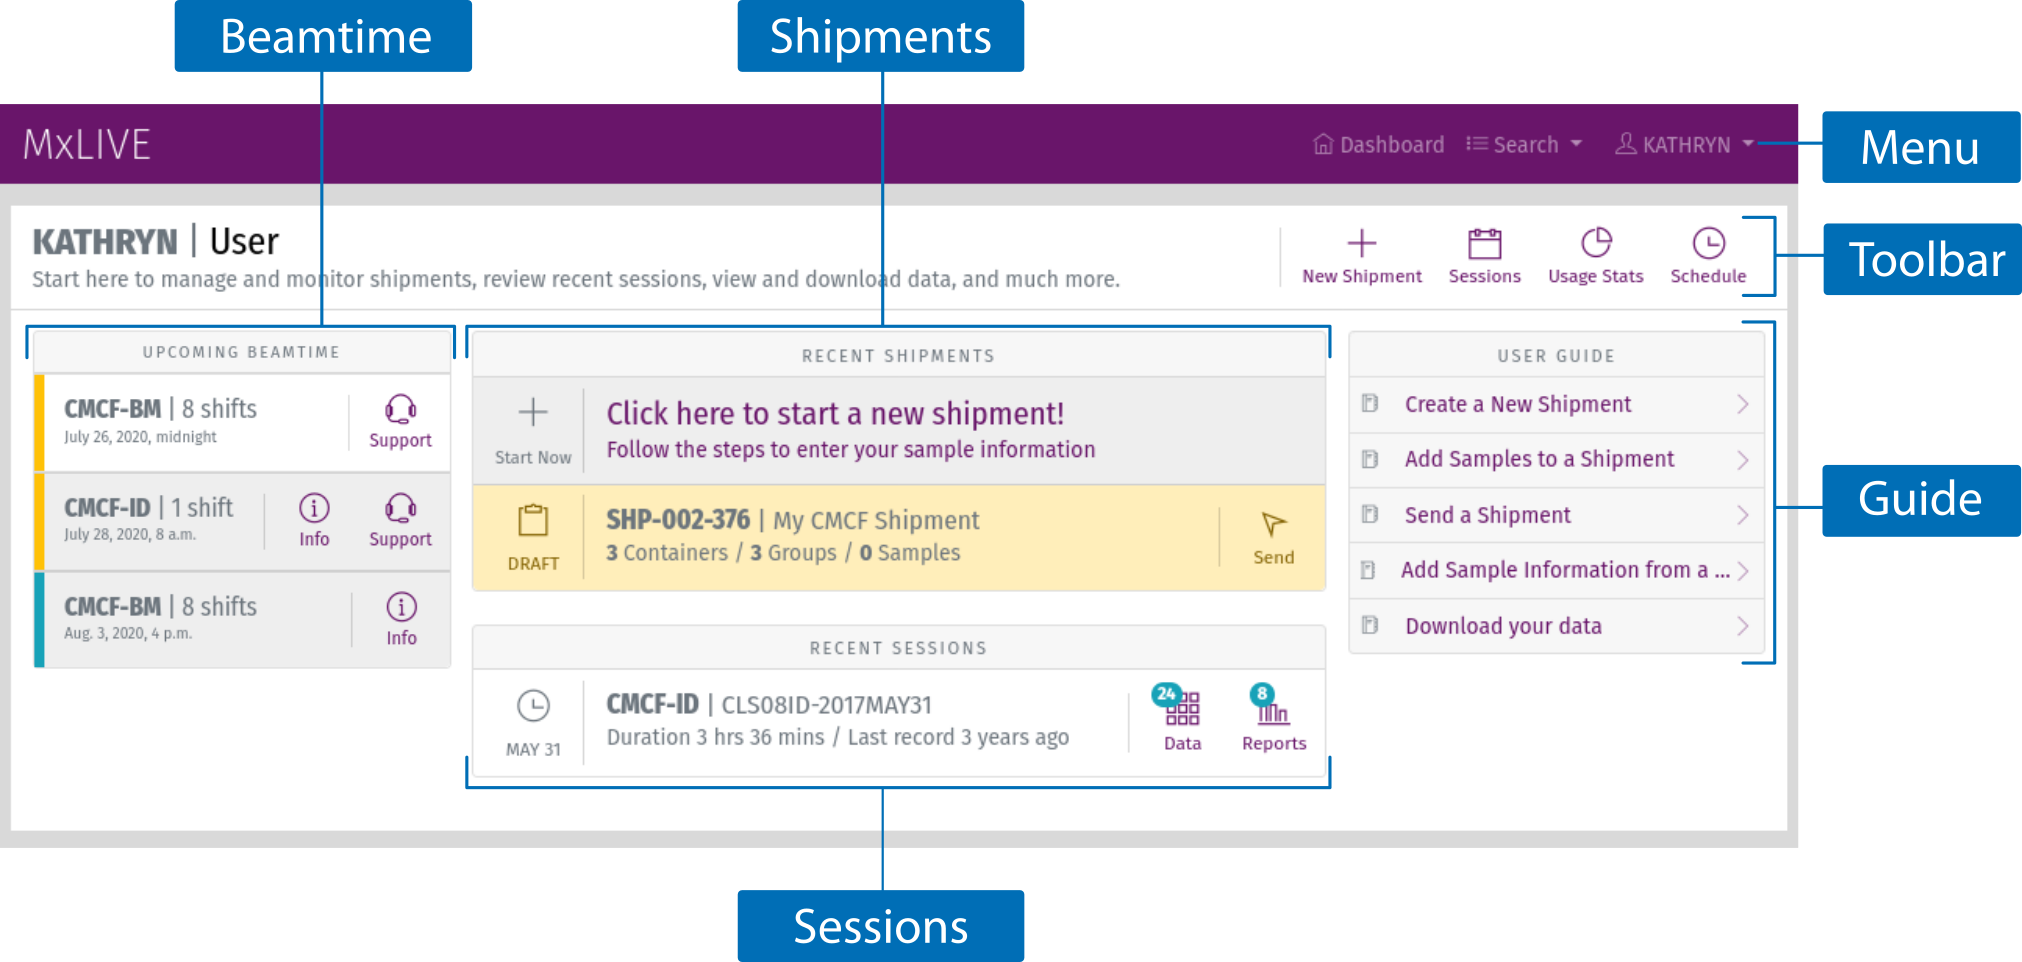 Beamtime
Shipments
MxLIVE
Dashboard
Search
KATHRYN
Menu
KATHRYN | User
Start here to manage and monitor shipments, review recent sessions, view and download data, and much more.
New Shipment
Sessions
Usage Stats
Schedule
Toolbar
UPCOMING BEAMTIME
CMCF-BM | 8 shifts
July 26, 2020, midnight
Support
CMCF-ID | 1 shift
July 28, 2020, 8 a.m.
Info
Support
CMCF-BM | 8 shifts
Aug. 3, 2020, 4 p.m.
Info
RECENT SHIPMENTS
Start Now
Click here to start a new shipment!
Follow the steps to enter your sample information
DRAFT
SHP-002-376 | My CMCF Shipment
3 Containers / 3 Groups / 0 Samples
Send
RECENT SESSIONS
MAY 31
CMCF-ID | CLS08ID-2017MAY31
Duration 3 hrs 36 mins / Last record 3 years ago
24
Data
8
Reports
USER GUIDE
Create a New Shipment
Add Samples to a Shipment
Send a Shipment
Add Sample Information from a ...
Download your data
Guide
Sessions